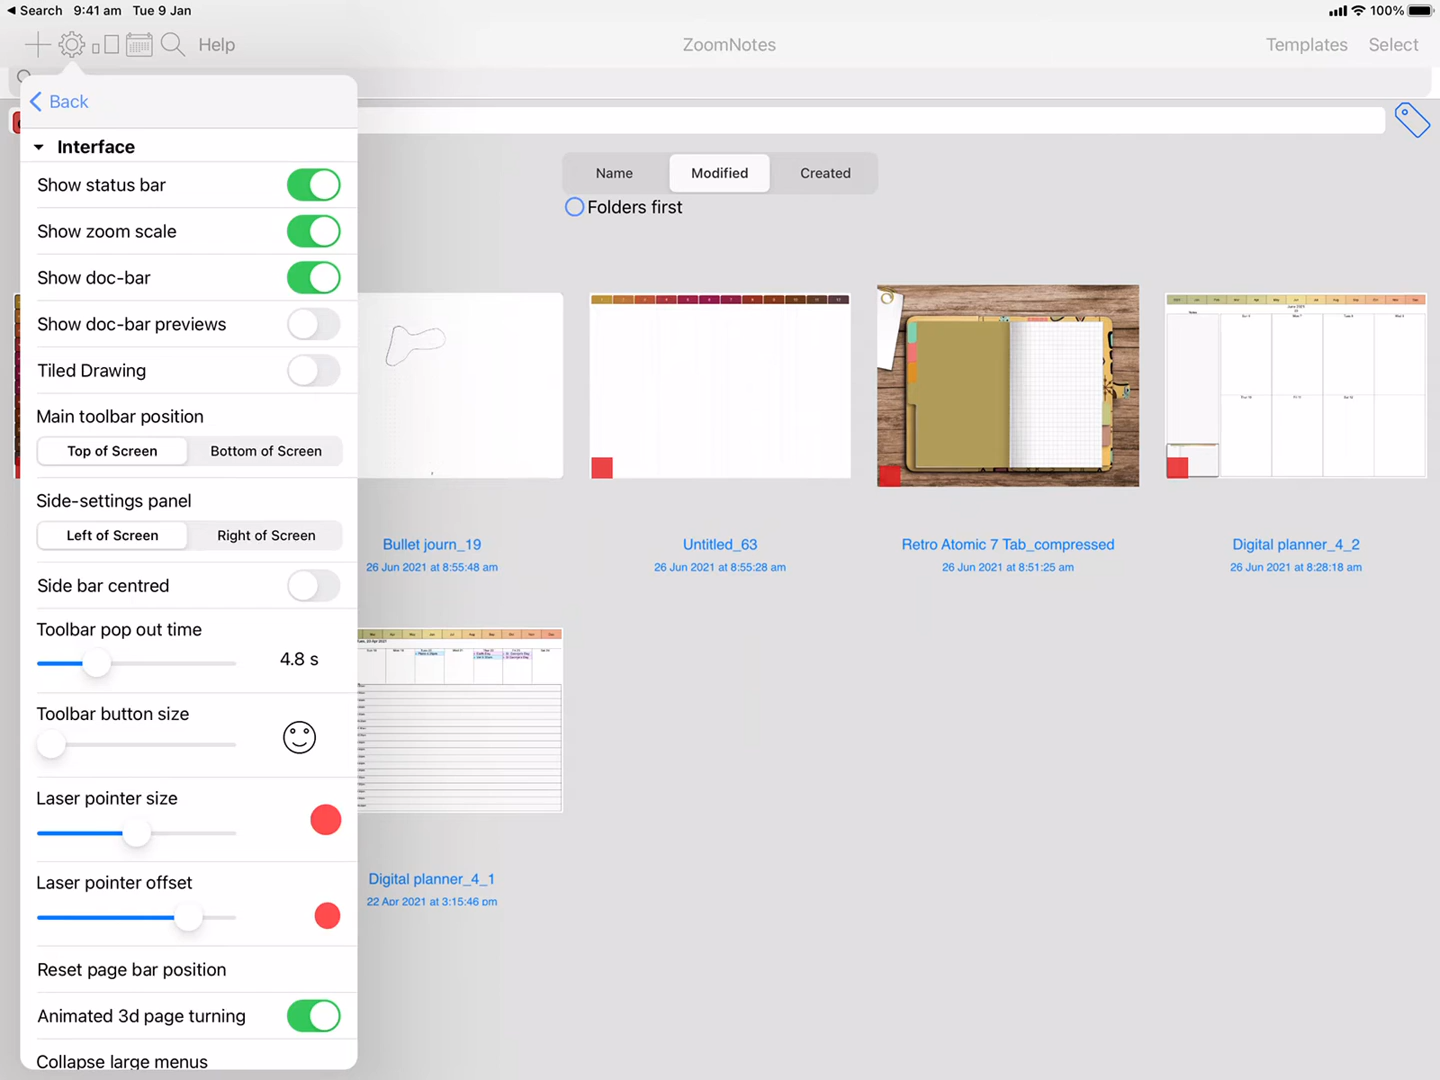 Search 9:41 am Tue 9 Jan 100%
Help ZoomNotes Templates Select
Back
Interface
Show status bar
Show zoom scale
Show doc-bar
Show doc-bar previews
Tiled Drawing
Main toolbar position
Top of Screen Bottom of Screen
Side-settings panel
Left of Screen Right of Screen
Side bar centred
Toolbar pop out time
4.8 s
Toolbar button size
Laser pointer size
Laser pointer offset
Reset page bar position
Animated 3d page turning
Collapse large menus
Name Modified Created
Folders first
Bullet journ_19 Untitled_63 Retro Atomic 7 Tab_compressed Digital planner_4_2
26 Jun 2021 at 8:55:48 am 26 Jun 2021 at 8:55:28 am 26 Jun 2021 at 8:51:25 am 26 Jun 2021 at 8:28:18 am
Digital planner_4_1
22 Apr 2021 at 3:15:46 pm